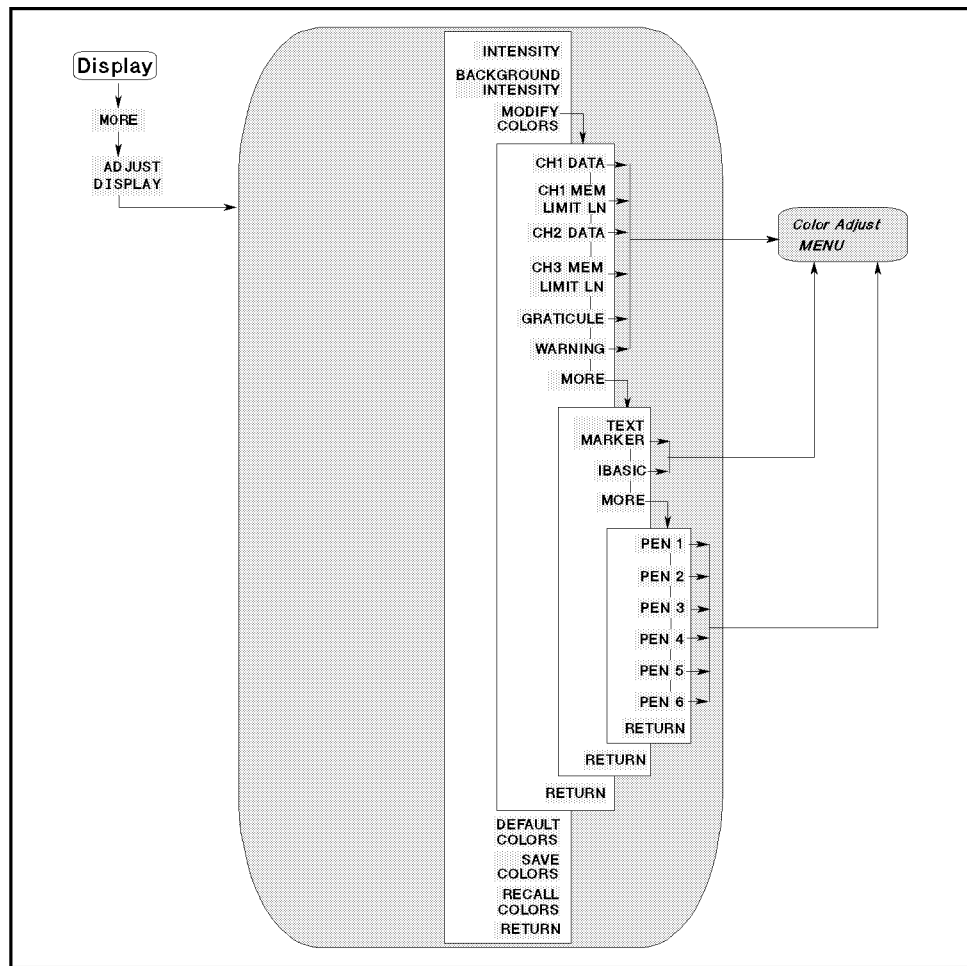 Display
MORE
ADJUST
DISPLAY
INTENSITY
BACKGROUND
INTENSITY
MODIFY
COLORS
CH1 DATA
CH1 MEM
LIMIT LN
CH2 DATA
CH3 MEM
LIMIT LN
GRATICULE
WARNING
MORE
TEXT
MARKER
IBASIC
MORE
PEN 1
PEN 2
PEN 3
PEN 4
PEN 5
PEN 6
RETURN
RETURN
RETURN
DEFAULT
COLORS
SAVE
COLORS
RECALL
COLORS
RETURN
Color Adjust
MENU